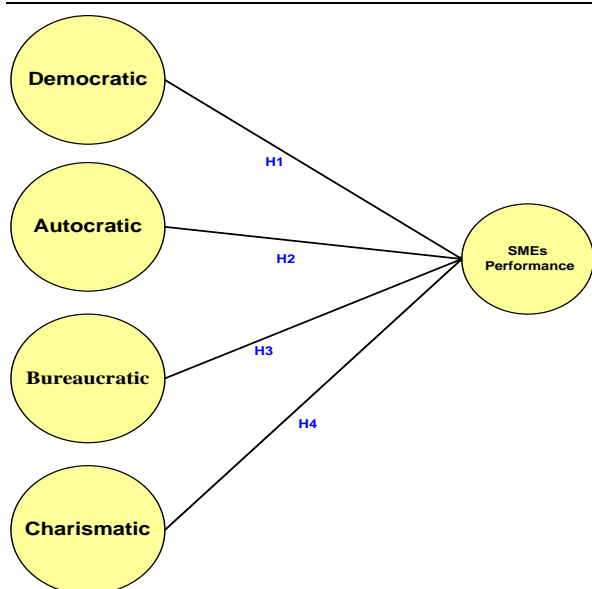 Democratic
H1
Autocratic
H2
SMEs
Performance
Bureaucratic
H3
H4
Charismatic